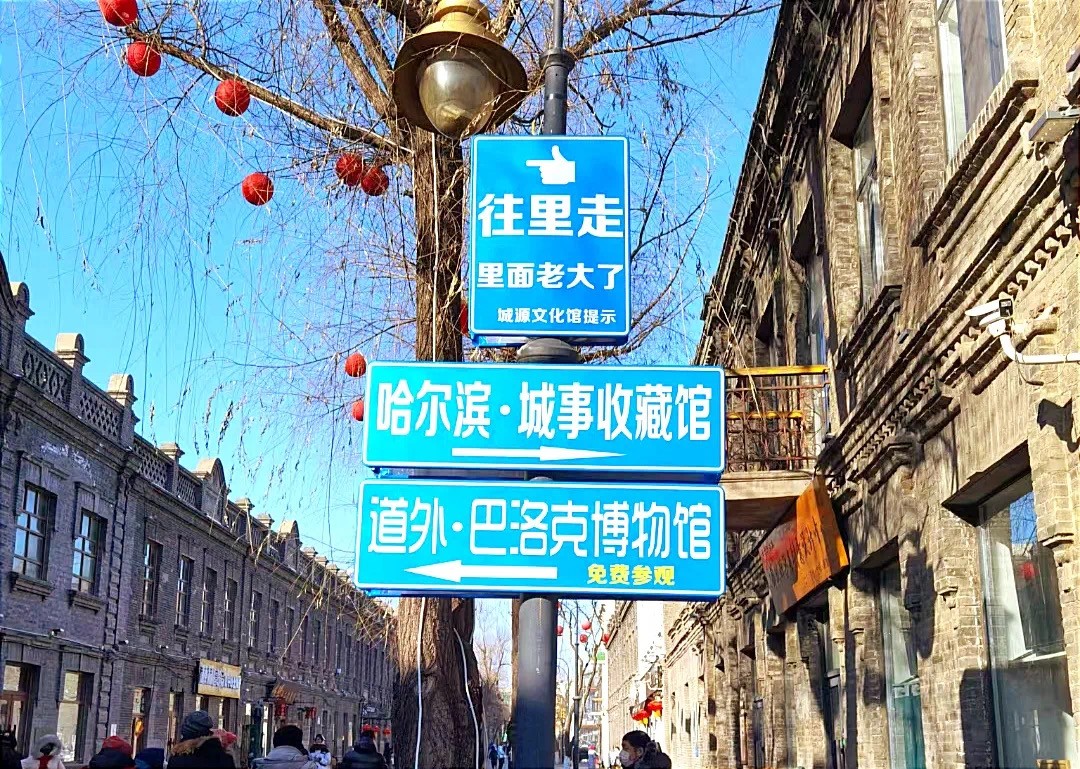 往里走
里面老大了
城源文化馆提示
哈尔滨·城事收藏馆
道外·巴洛克博物馆
免费参观